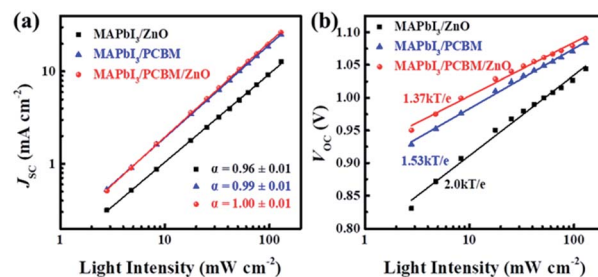 (a)
MAPbI₃/ZnO
MAPbI₃/PCBM
MAPbI₃/PCBM/ZnO
α = 0.96 ± 0.01
α = 0.99 ± 0.01
α = 1.00 ± 0.01
J_SC (mA cm⁻²)
10
1
1 10 100
Light Intensity (mW cm⁻²)
(b)
MAPbI₃/ZnO
MAPbI₃/PCBM
MAPbI₃/PCBM/ZnO
1.37kT/e
1.53kT/e
2.0kT/e
V_OC (V)
1.10
1.05
1.00
0.95
0.90
0.85
0.80
1 10 100
Light Intensity (mW cm⁻²)